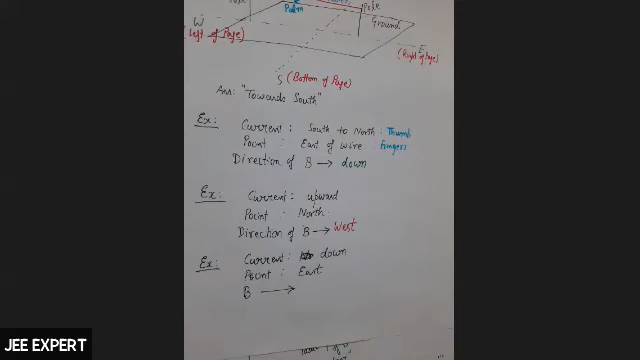 Pole
Palm
Ground
W
(Left of Page)
E
(Right of Page)
S (Bottom of Page)
Ans: "Towards South"
Ex:
Current: South to North: Thumb
Point: East of wire Fingers
Direction of B → down
Ex:
Current: upward
Point: North
Direction of B → West
Ex:
Current: down
Point: East
B →
JEE EXPERT